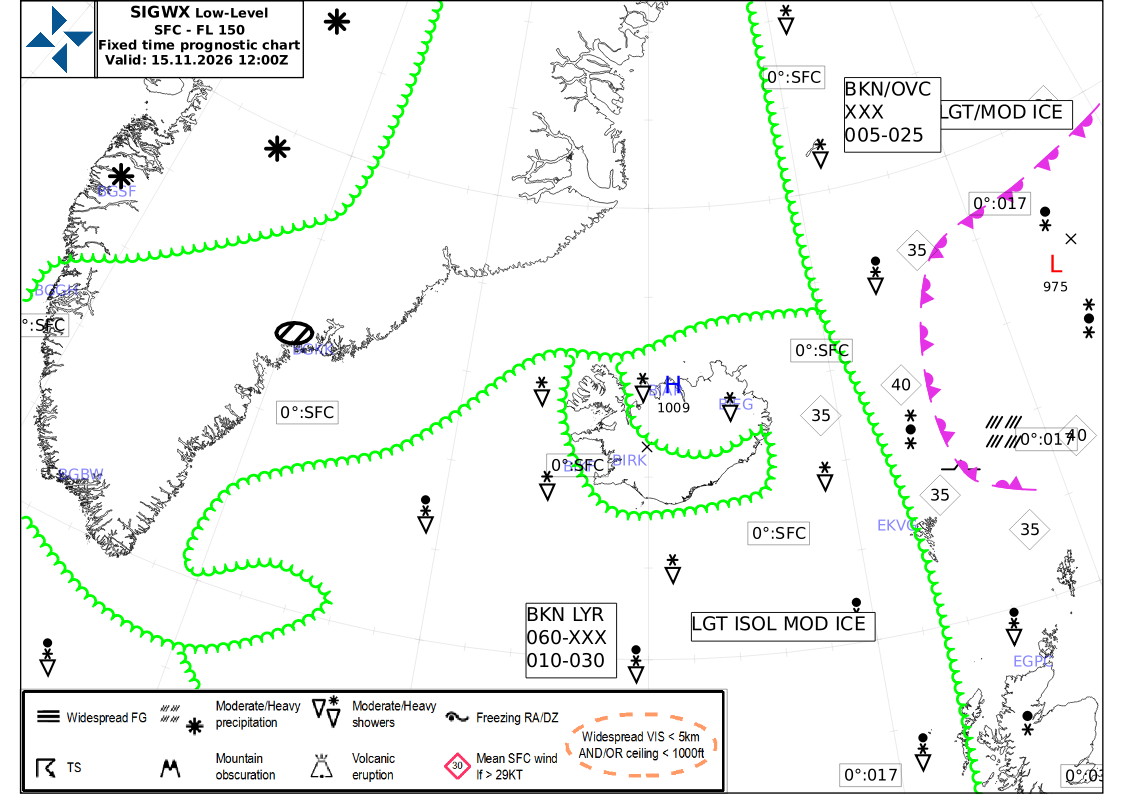 SIGWX Low-Level
SFC - FL 150
Fixed time prognostic chart
Valid: 15.11.2026 12:00Z
0°:SFC
BKN/OVC
XXX
005-025
LGT/MOD ICE
BGSF
0°:017
35
L
975
°:SFC
0°:SFC
40
H
1009
0°:SFC
35
0°:017
40
BGBW
0°:SFC
BIRK
35
EKVG
35
0°:SFC
BKN LYR
060-XXX
010-030
LGT ISOL MOD ICE
0°:017
Widespread FG
Moderate/Heavy
precipitation
Moderate/Heavy
showers
Freezing RA/DZ
Widespread VIS < 5km
AND/OR ceiling < 1000ft
TS
Mountain
obscuration
Volcanic
eruption
30
Mean SFC wind
If > 29KT